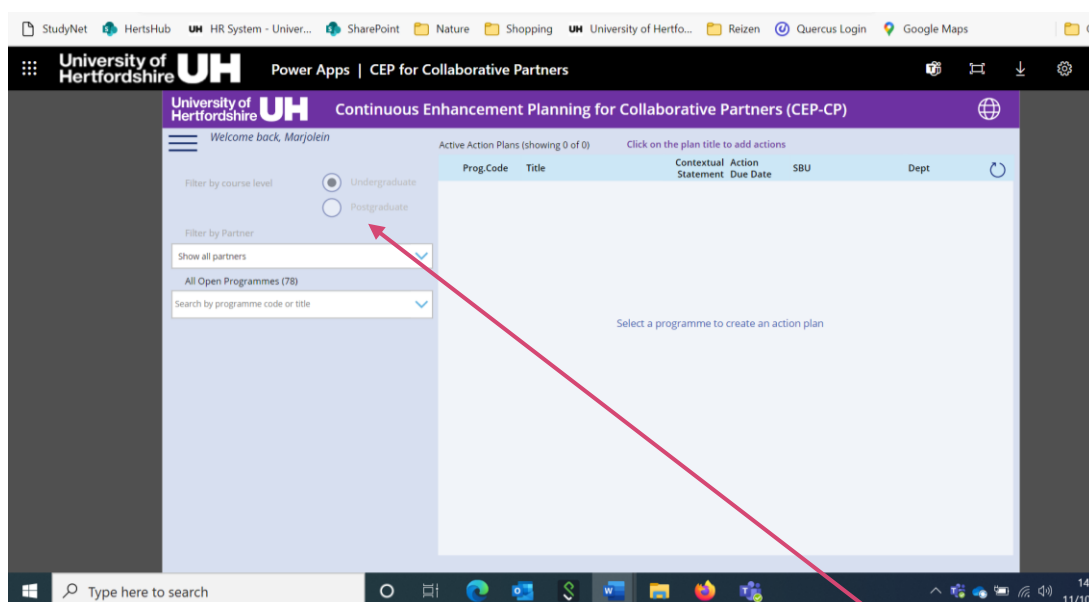 StudyNet HertsHub UH HR System - Univer... SharePoint Nature Shopping UH University of Hertfo... Reizen Quercus Login Google Maps
University of Hertfordshire UH Power Apps | CEP for Collaborative Partners
University of Hertfordshire UH Continuous Enhancement Planning for Collaborative Partners (CEP-CP)
Welcome back, Marjolein
Active Action Plans (showing 0 of 0) Click on the plan title to add actions
Prog.Code Title Contextual Statement Action Due Date SBU Dept
Filter by course level Undergraduate
Postgraduate
Filter by Partner
Show all partners
All Open Programmes (78)
Search by programme code or title
Select a programme to create an action plan
Type here to search